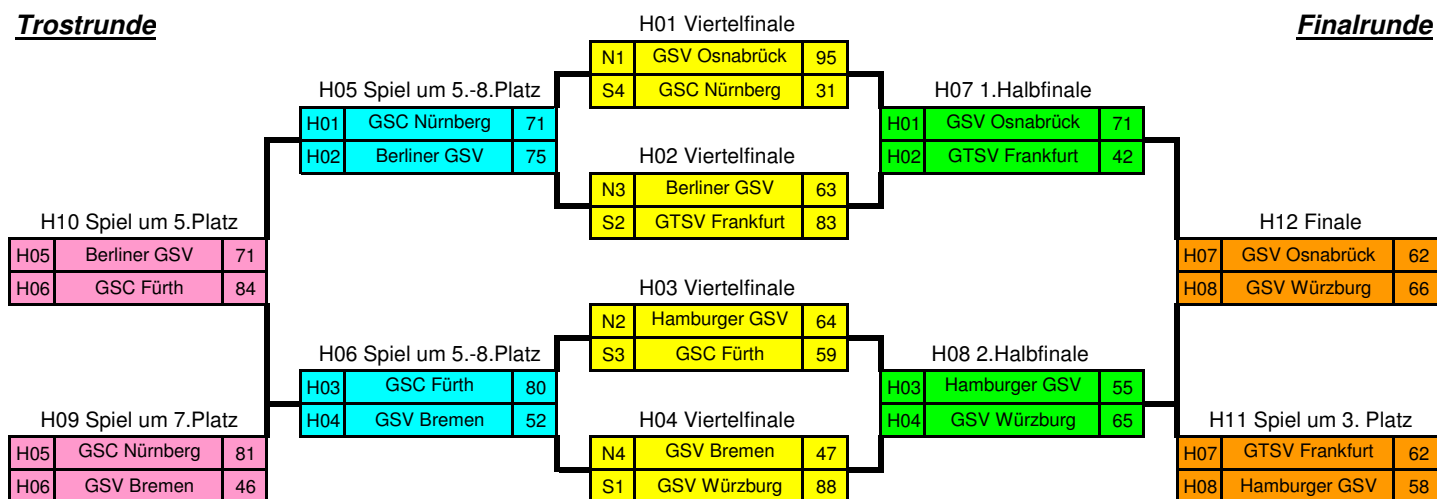 Trostrunde
Finalrunde
H01 Viertelfinale
N1 GSV Osnabrück 95
S4 GSC Nürnberg 31
H05 Spiel um 5.-8.Platz
H01 GSC Nürnberg 71
H02 Berliner GSV 75
H07 1.Halbfinale
H01 GSV Osnabrück 71
H02 GTSV Frankfurt 42
H02 Viertelfinale
N3 Berliner GSV 63
S2 GTSV Frankfurt 83
H10 Spiel um 5.Platz
H05 Berliner GSV 71
H06 GSC Fürth 84
H12 Finale
H07 GSV Osnabrück 62
H08 GSV Würzburg 66
H03 Viertelfinale
N2 Hamburger GSV 64
S3 GSC Fürth 59
H06 Spiel um 5.-8.Platz
H03 GSC Fürth 80
H04 GSV Bremen 52
H08 2.Halbfinale
H03 Hamburger GSV 55
H04 GSV Würzburg 65
H09 Spiel um 7.Platz
H05 GSC Nürnberg 81
H06 GSV Bremen 46
H04 Viertelfinale
N4 GSV Bremen 47
S1 GSV Würzburg 88
H11 Spiel um 3. Platz
H07 GTSV Frankfurt 62
H08 Hamburger GSV 58